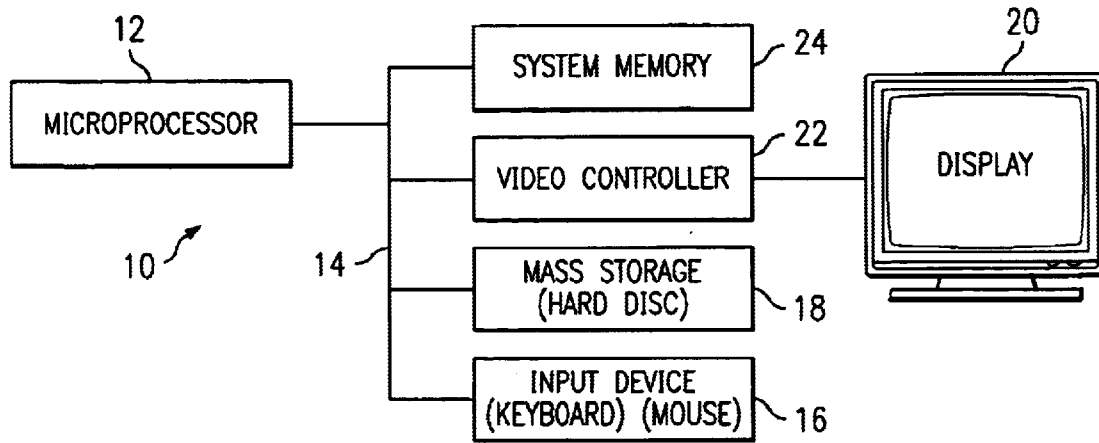 12
MICROPROCESSOR
10
14
SYSTEM MEMORY
24
VIDEO CONTROLLER
22
MASS STORAGE
(HARD DISC)
18
INPUT DEVICE
(KEYBOARD) (MOUSE)
16
20
DISPLAY